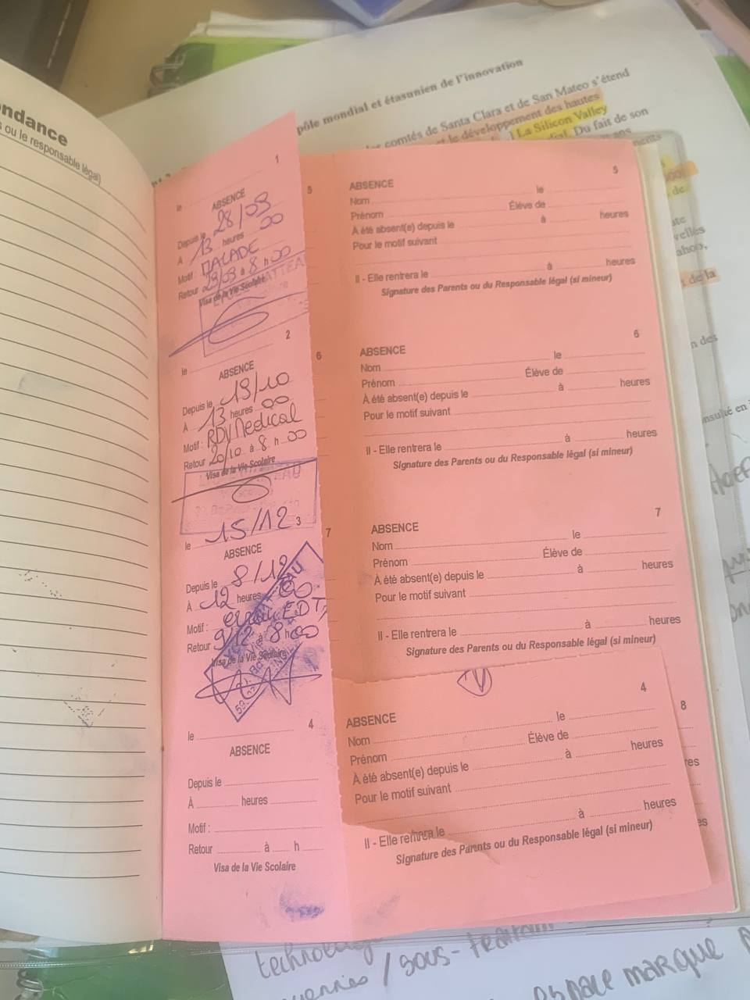 ndance
s ou le responsable légal)
pôle mondial et étasunien de l'innovation
comtés de Santa Clara et de San Mateo s'étend
et le développement des hautes
La Silicon Valley
Du fait de son
1
le
ABSENCE
Depuis le 28/03
À 13 heures 00
Motif : MALADE
Retour 29/03 à 8 h 00
Visa de la Vie Scolaire
2
le
ABSENCE
Depuis le 19/10
À 13 heures 00
Motif : RDV Medical
Retour 20/10 à 8 h 00
Visa de la Vie Scolaire
3
le 15/12
ABSENCE
Depuis le 8/12
À 12 heures 00
Motif : EDT
Retour 9/12 à 8h00
Visa de la Vie Scolaire
4
le
ABSENCE
Depuis le
À heures
Motif :
Retour à h
Visa de la Vie Scolaire
5
5
ABSENCE
le
Nom
Élève de
Prénom
À été absent(e) depuis le à heures
Pour le motif suivant
II - Elle rentrera le à heures
Signature des Parents ou du Responsable légal (si mineur)
6
6
ABSENCE
le
Nom
Élève de
Prénom
À été absent(e) depuis le à heures
Pour le motif suivant
II - Elle rentrera le à heures
Signature des Parents ou du Responsable légal (si mineur)
7
7
ABSENCE
le
Nom
Élève de
Prénom
À été absent(e) depuis le à heures
Pour le motif suivant
II - Elle rentrera le à heures
Signature des Parents ou du Responsable légal (si mineur)
4
8
ABSENCE
le
Nom
Élève de
Prénom
À été absent(e) depuis le à heures
Pour le motif suivant
II - Elle rentrera le à heures
Signature des Parents ou du Responsable légal (si mineur)
res
es
de la
n des
/ sous-
marque